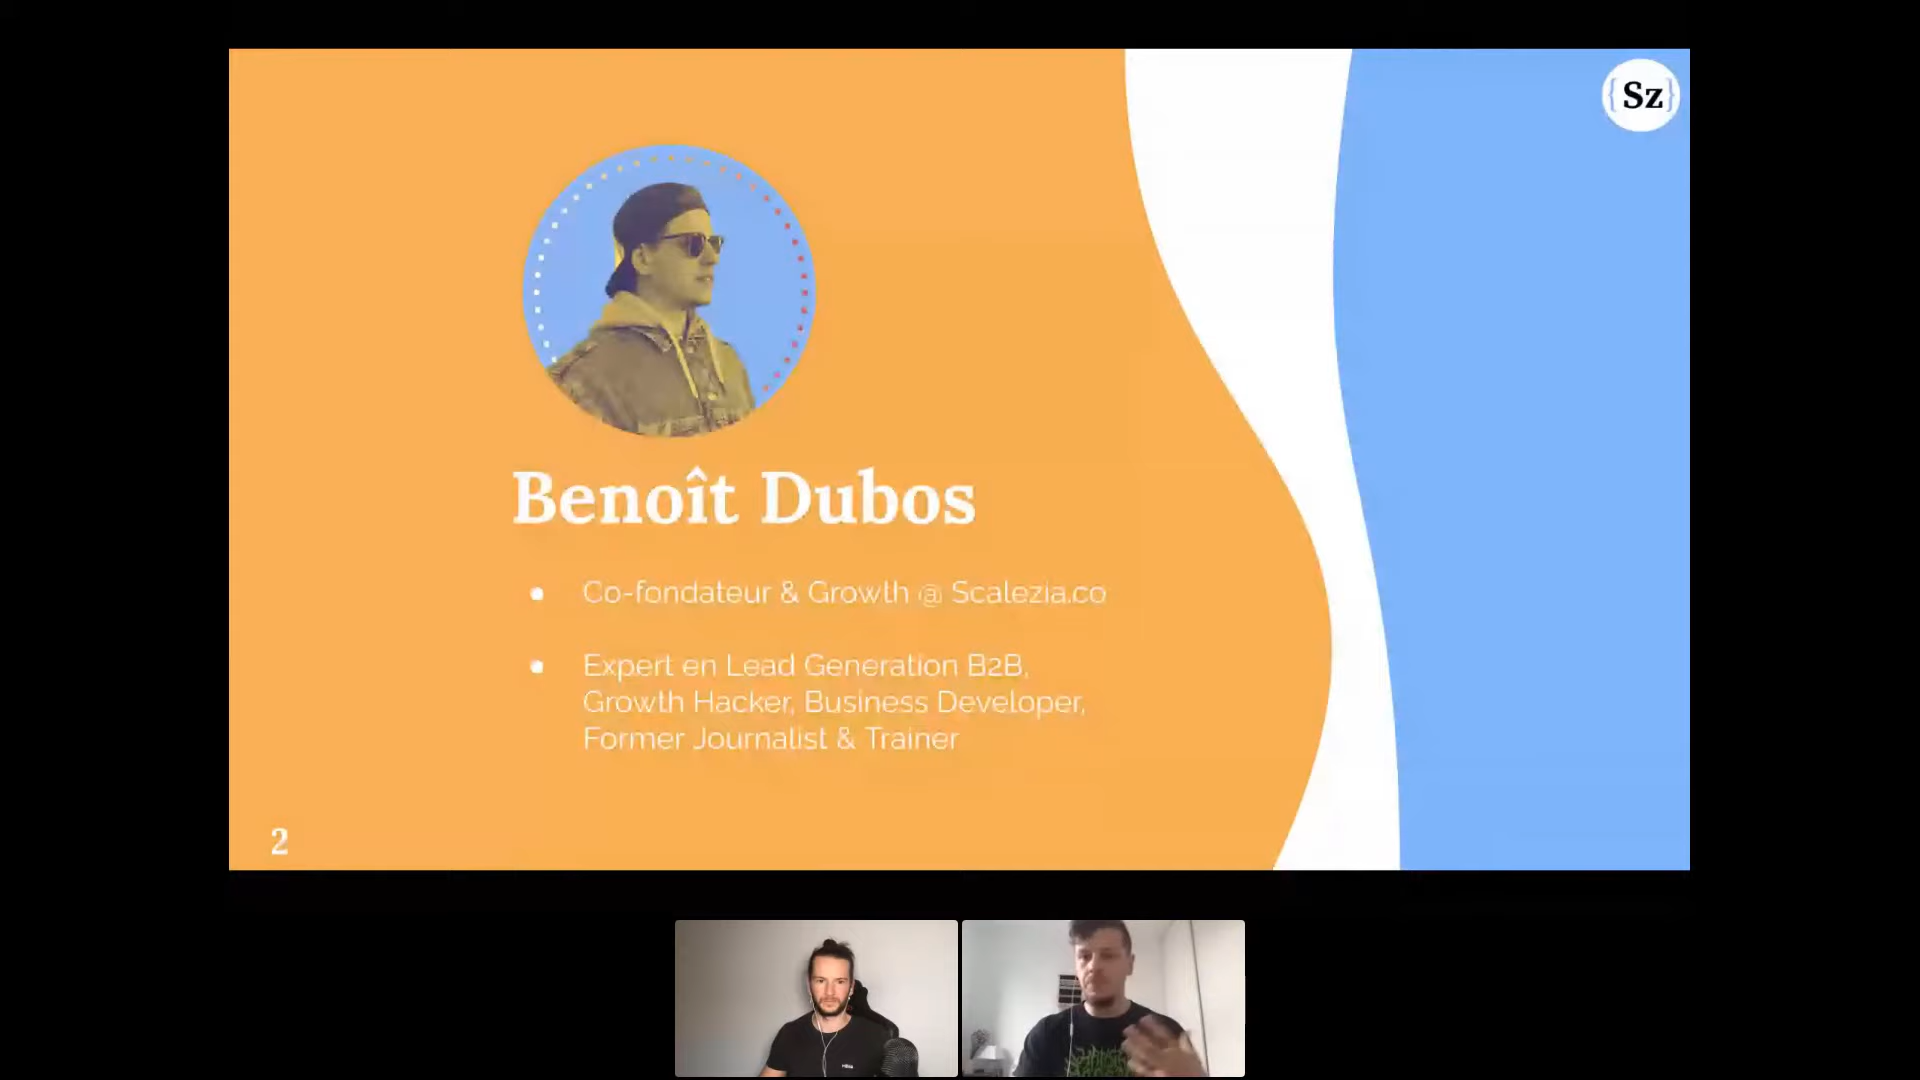 {Sz}
Benoît Dubos
● Co-fondateur & Growth @ Scalezia.co
● Expert en Lead Generation B2B,
Growth Hacker, Business Developer,
Former Journalist & Trainer
2